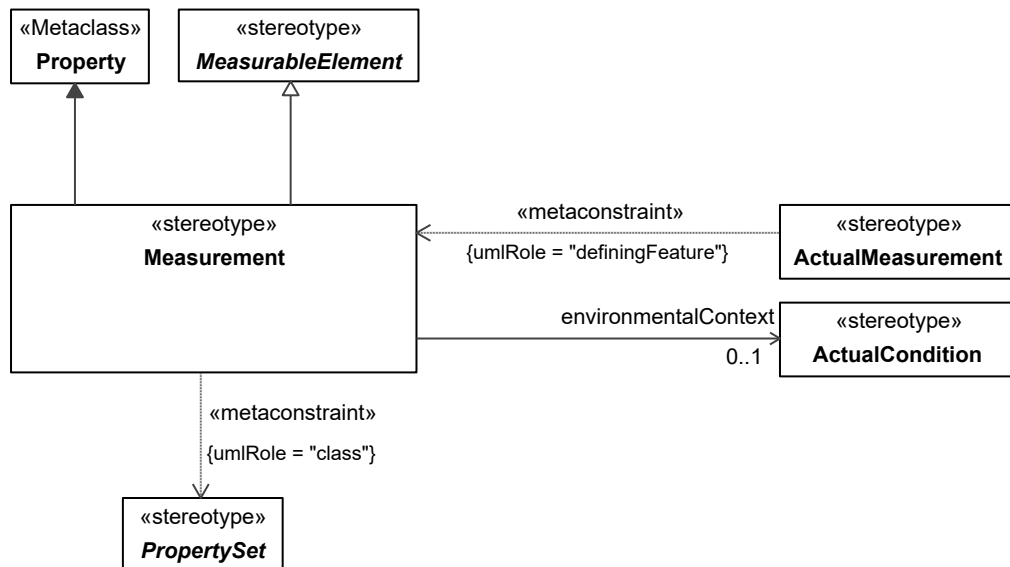 «Metaclass»
Property
«stereotype»
MeasurableElement
«stereotype»
Measurement
«metaconstraint»
{umlRole = "definingFeature"}
«stereotype»
ActualMeasurement
environmentalContext
0..1
«stereotype»
ActualCondition
«metaconstraint»
{umlRole = "class"}
«stereotype»
PropertySet